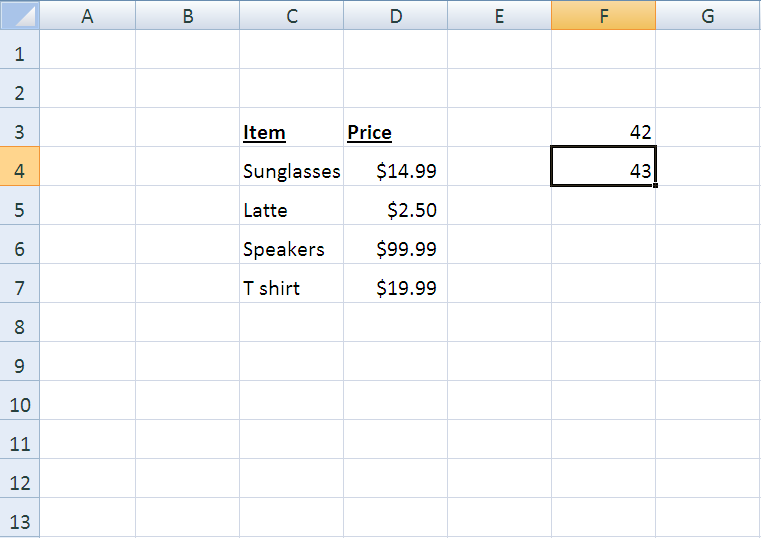 A B C D E F G
1
2
3 Item Price 42
4 Sunglasses $14.99 43
5 Latte $2.50
6 Speakers $99.99
7 T shirt $19.99
8
9
10
11
12
13